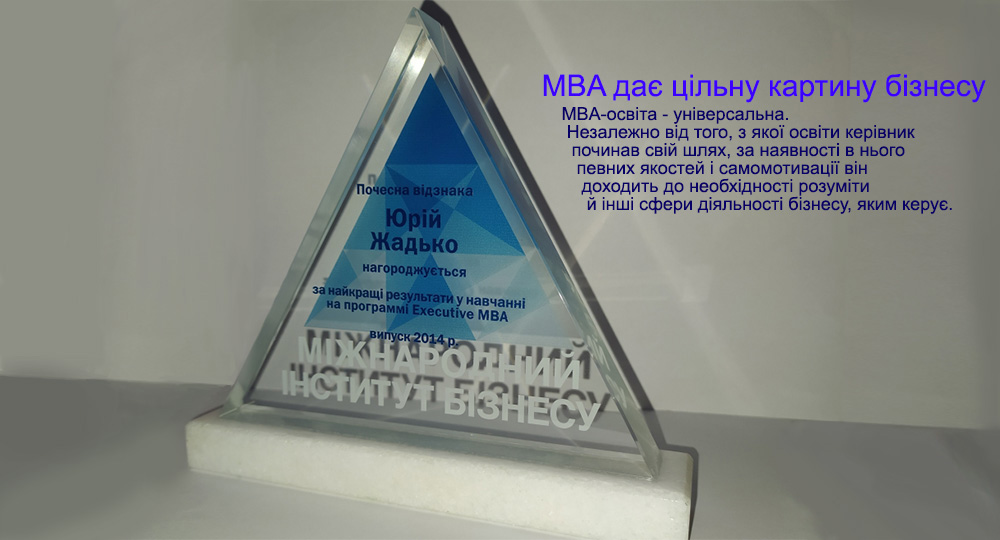 MBA дає цільну картину бізнесу
MBA-освіта - універсальна.
Незалежно від того, з якої освіти керівник
починав свій шлях, за наявності в нього
певних якостей і самомотивації він
доходить до необхідності розуміти
й інші сфери діяльності бізнесу, яким керує.
Почесна відзнака
Юрій
Жадько
нагороджується
за найкращі результати у навчанні
на программі Executive MBA
випуск 2014 р.
МІЖНАРОДНИЙ
ІНСТИТУТ БІЗНЕСУ